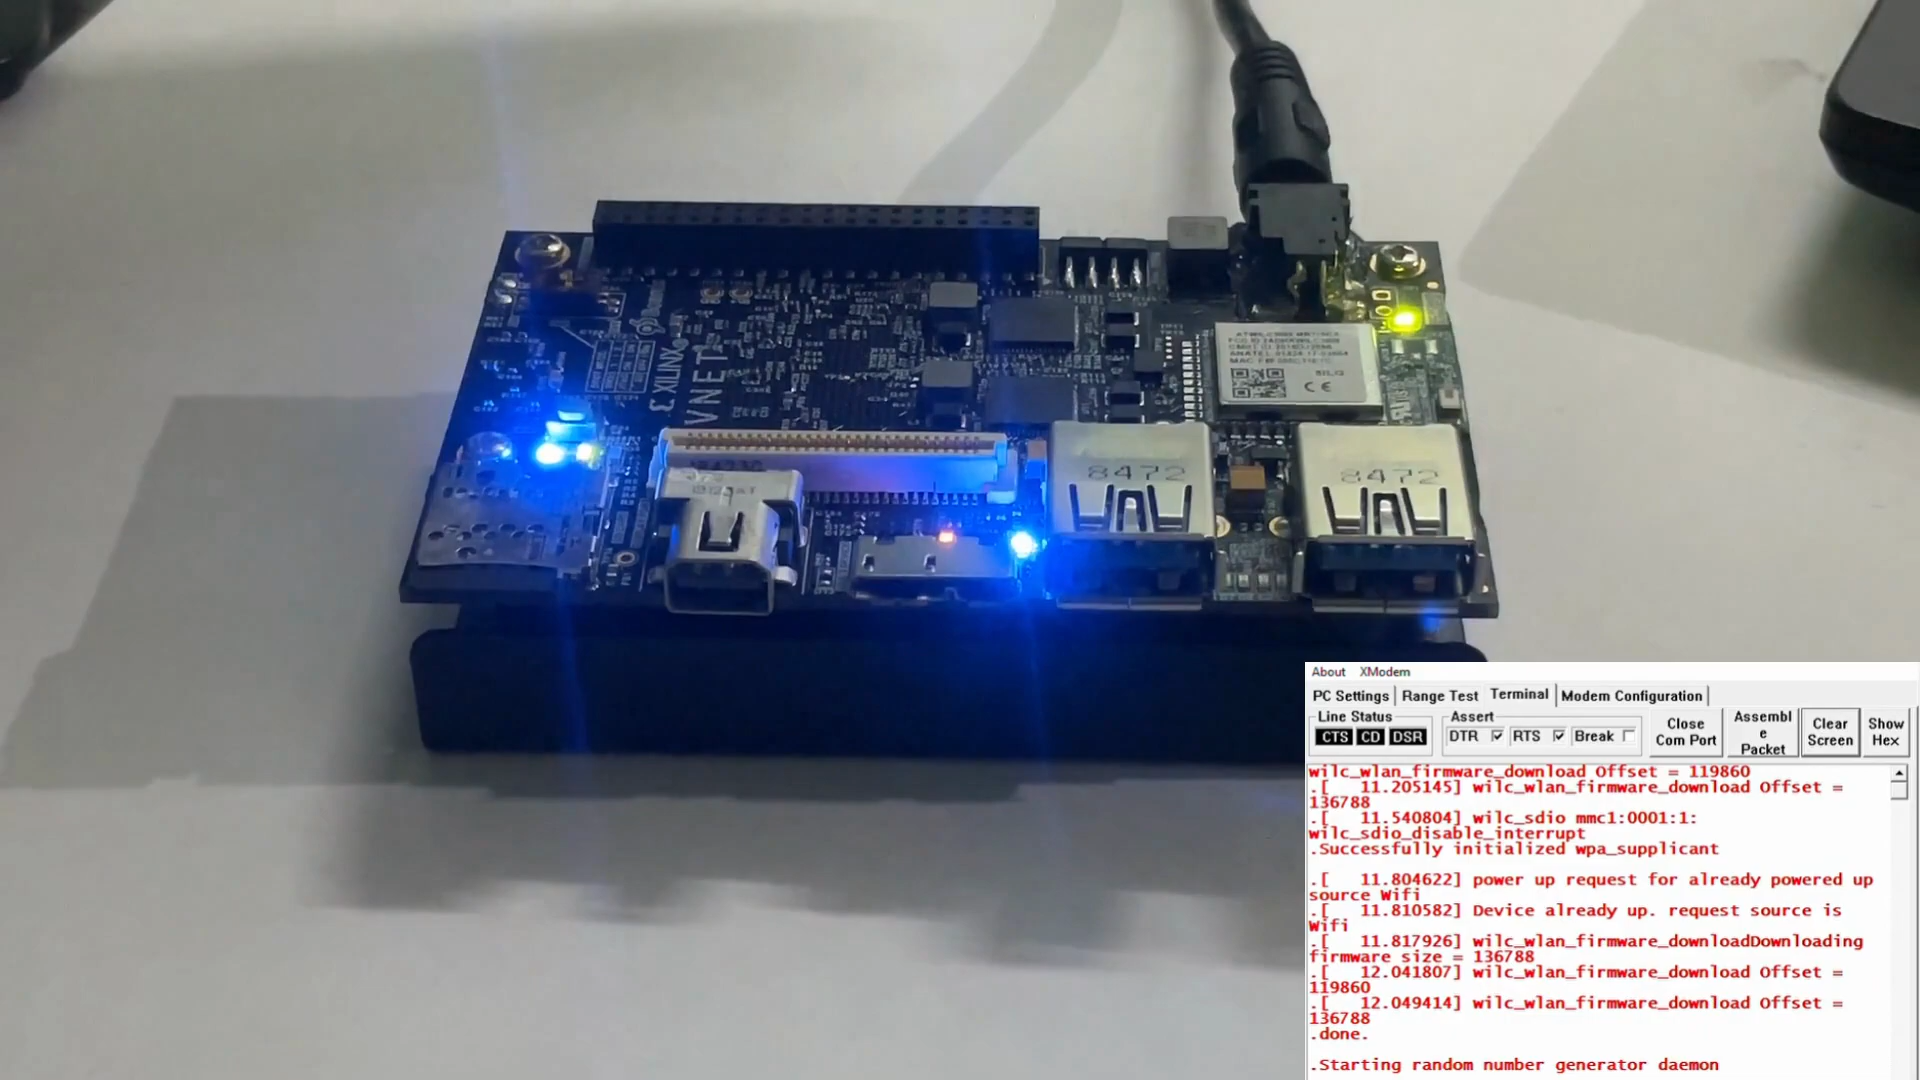 XILINX
VNET
ATWILC3000-MR110CA
CE
8472
8472
About XModem
PC Settings Range Test Terminal Modem Configuration
Line Status Assert
CTS CD DSR DTR RTS Break
Close Com Port
Assembl e Packet
Clear Screen
Show Hex
wilc_wlan_firmware_download Offset = 119860
.[ 11.205145] wilc_wlan_firmware_download Offset =
136788
.[ 11.540804] wilc_sdio mmc1:0001:1:
wilc_sdio_disable_interrupt
.Successfully initialized wpa_supplicant
.[ 11.804622] power up request for already powered up
source Wifi
.[ 11.810582] Device already up. request source is
Wifi
.[ 11.817926] wilc_wlan_firmware_downloadDownloading
firmware size = 136788
.[ 12.041807] wilc_wlan_firmware_download Offset =
119860
.[ 12.049414] wilc_wlan_firmware_download Offset =
136788
.done.
.Starting random number generator daemon